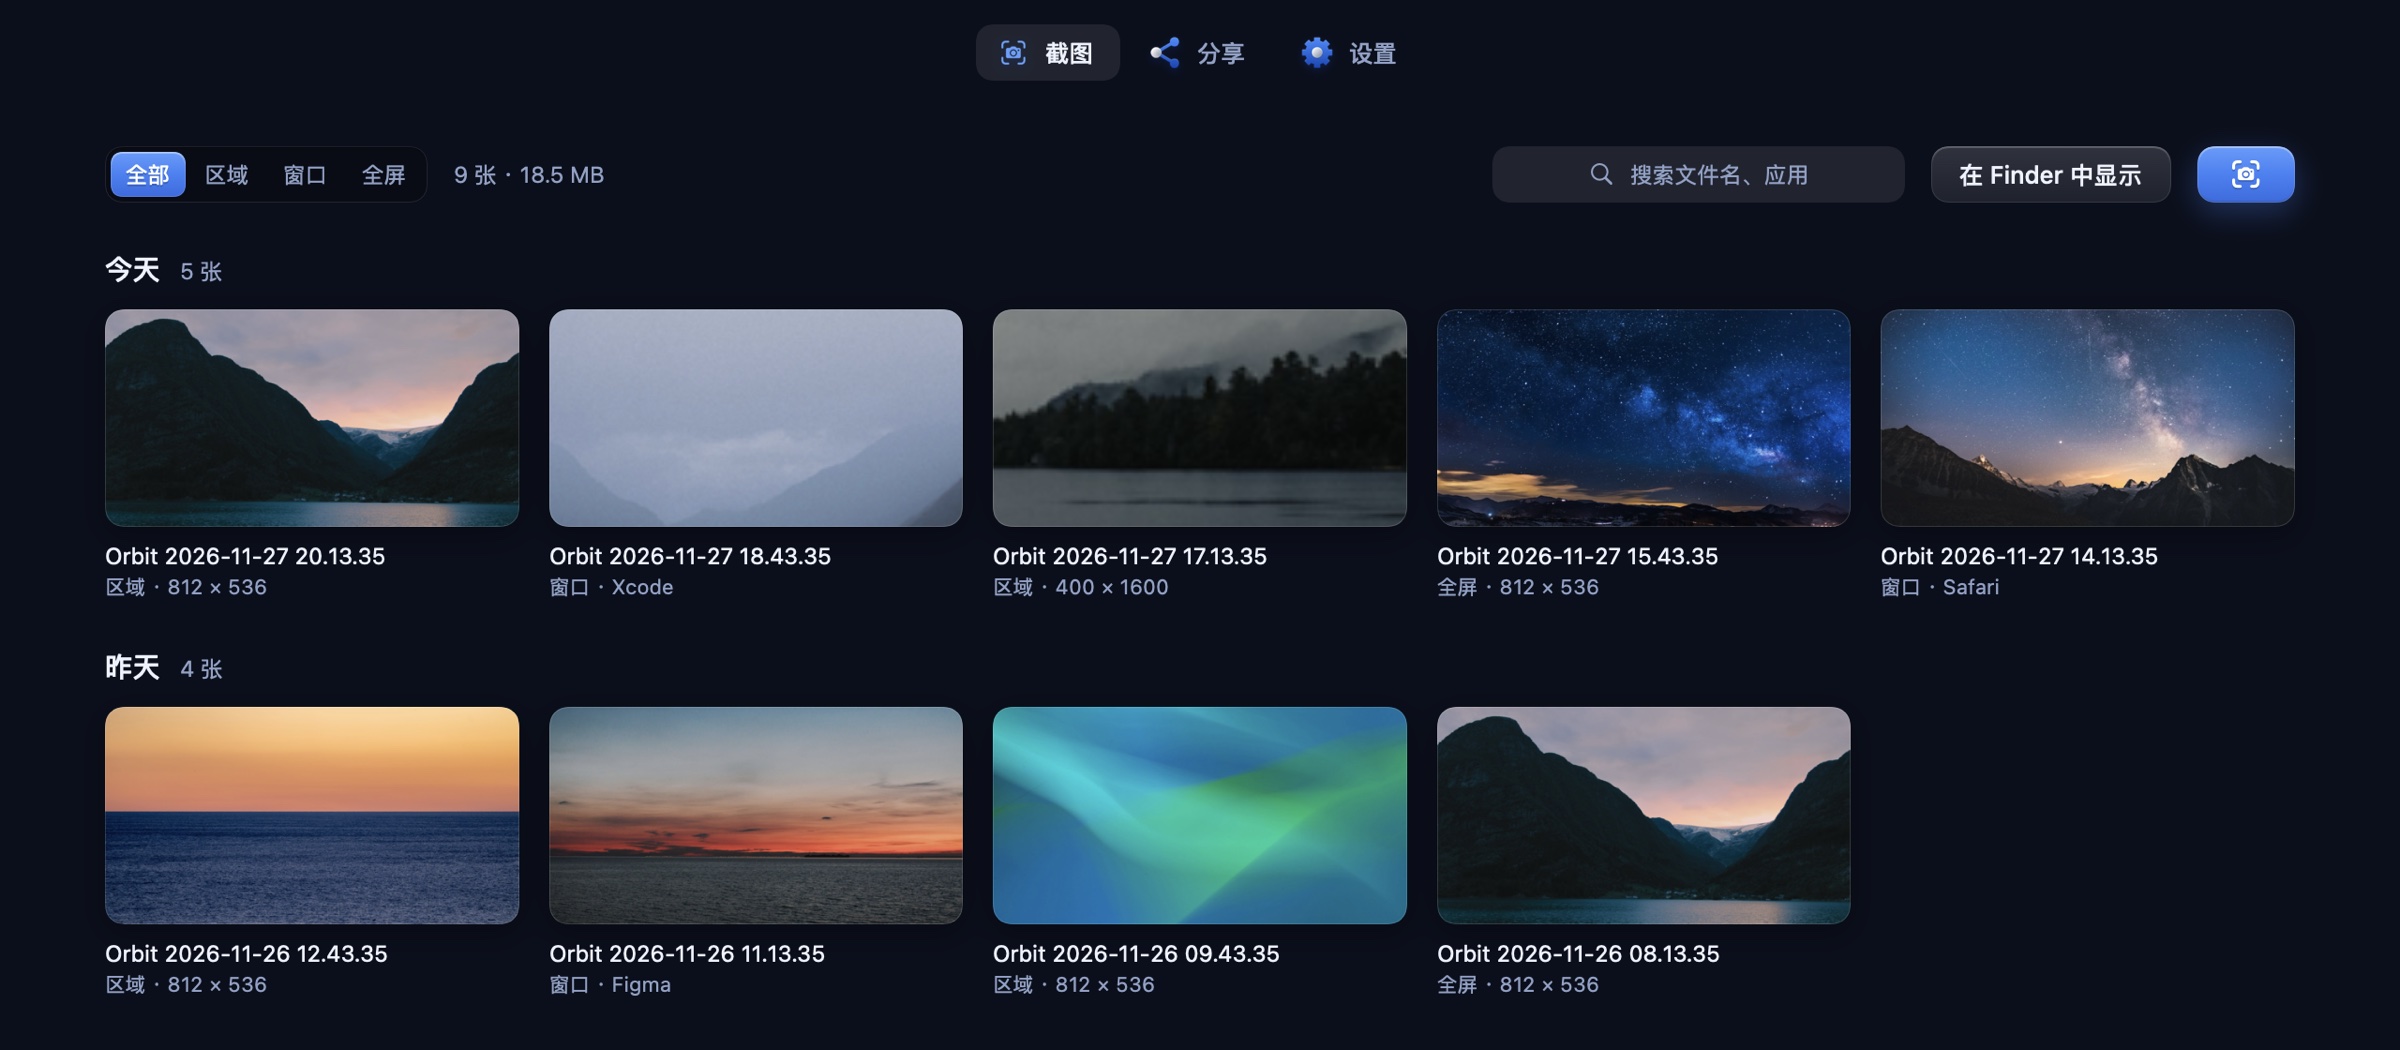 截图 分享 设置
全部 区域 窗口 全屏 9 张 · 18.5 MB 搜索文件名、应用 在 Finder 中显示
今天 5 张
Orbit 2026-11-27 20.13.35
区域 · 812 × 536
Orbit 2026-11-27 18.43.35
窗口 · Xcode
Orbit 2026-11-27 17.13.35
区域 · 400 × 1600
Orbit 2026-11-27 15.43.35
全屏 · 812 × 536
Orbit 2026-11-27 14.13.35
窗口 · Safari
昨天 4 张
Orbit 2026-11-26 12.43.35
区域 · 812 × 536
Orbit 2026-11-26 11.13.35
窗口 · Figma
Orbit 2026-11-26 09.43.35
区域 · 812 × 536
Orbit 2026-11-26 08.13.35
全屏 · 812 × 536